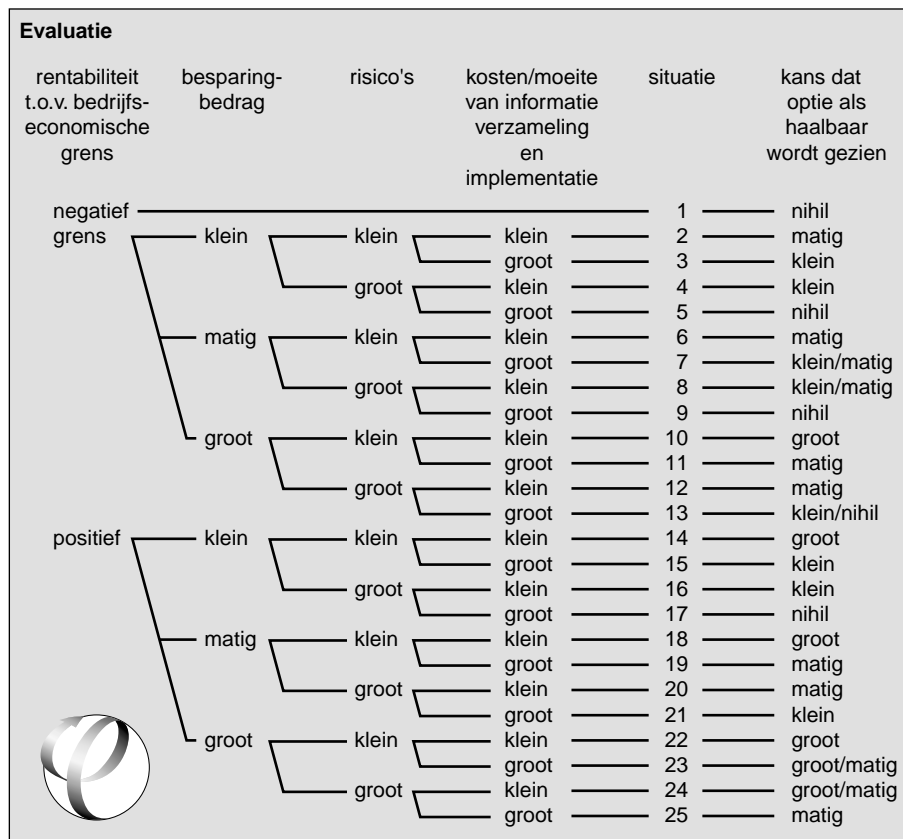 Evaluatie
rentabiliteit besparing- risico's kosten/moeite situatie kans dat
t.o.v. bedrijfs- bedrag van informatie optie als
economische verzameling haalbaar
grens en wordt gezien
implementatie
negatief 1 nihil
grens klein klein klein 2 matig
groot 3 klein
groot klein 4 klein
groot 5 nihil
matig klein klein 6 matig
groot 7 klein/matig
groot klein 8 klein/matig
groot 9 nihil
groot klein klein 10 groot
groot 11 matig
groot klein 12 matig
groot 13 klein/nihil
positief klein klein klein 14 groot
groot 15 klein
groot klein 16 klein
groot 17 nihil
matig klein klein 18 groot
groot 19 matig
groot klein 20 matig
groot 21 klein
groot klein klein 22 groot
groot 23 groot/matig
groot klein 24 groot/matig
groot 25 matig